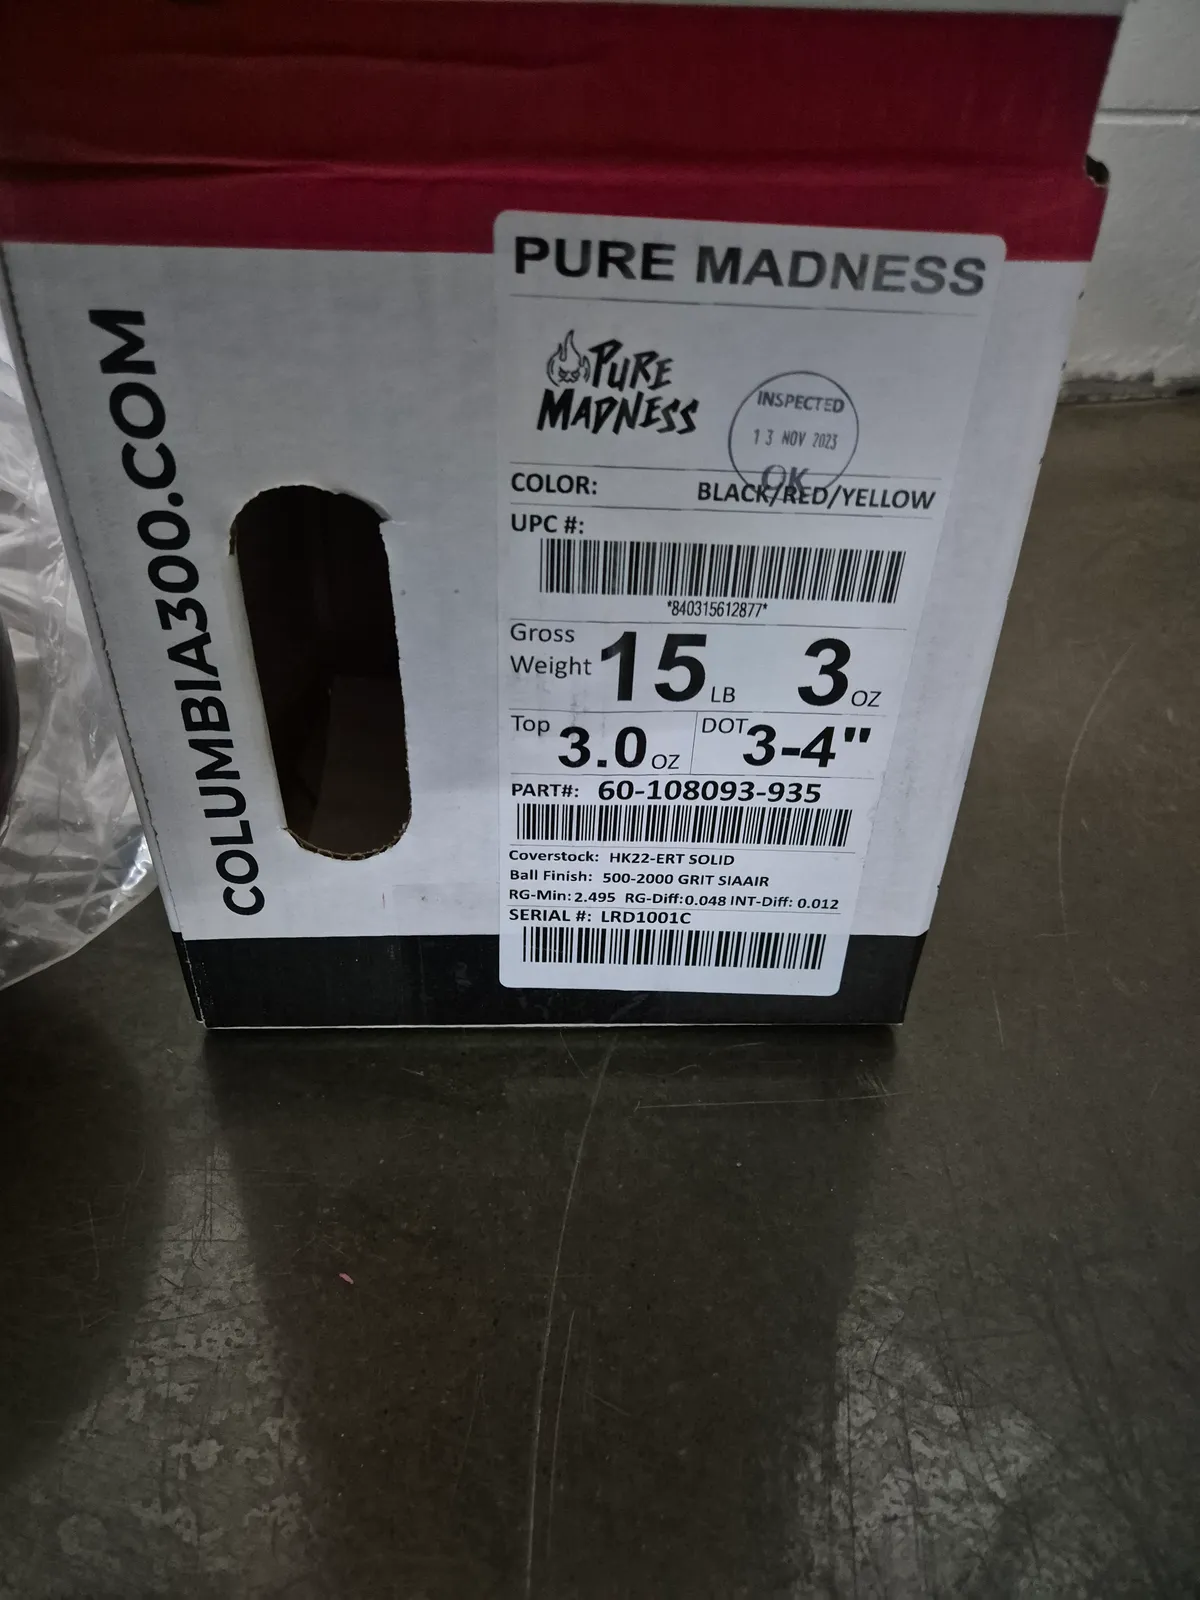 COLUMBIA300.COM
PURE MADNESS
PURE
MADNESS
INSPECTED
13 NOV 2023
OK
COLOR: BLACK/RED/YELLOW
UPC #:
*840315612877*
Gross Weight 15 LB 3 OZ
Top 3.0 OZ DOT 3-4"
PART#: 60-108093-935
Coverstock: HK22-ERT SOLID
Ball Finish: 500-2000 GRIT SIAAIR
RG-Min: 2.495 RG-Diff:0.048 INT-Diff: 0.012
SERIAL #: LRD1001C